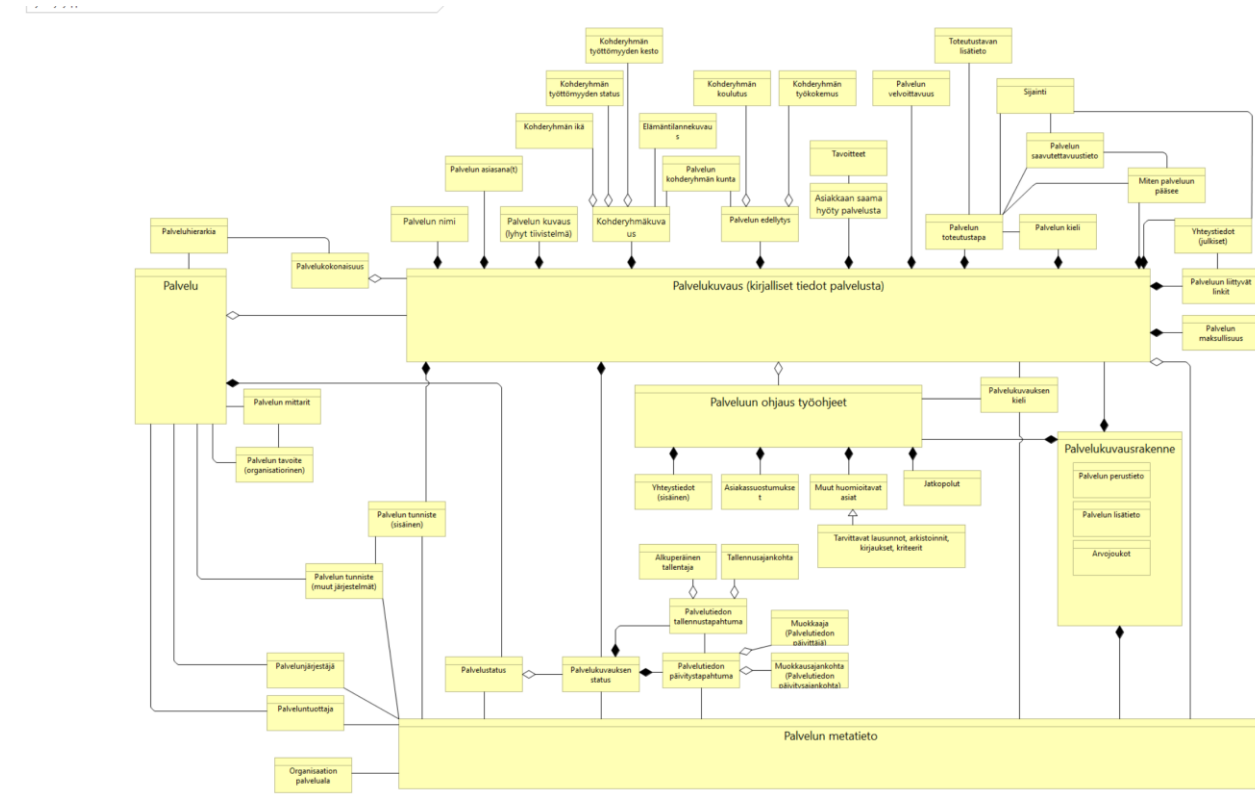 Kohderyhmän
työttömyyden kesto
Toteutustavan
lisätieto
Kohderyhmän
työttömyyden status
Kohderyhmän
koulutus
Kohderyhmän
työkokemus
Palvelun
velvoittavuus
Sijainti
Kohderyhmän ikä
Elämäntilannekuvau
s
Palvelun
saavutettavuustieto
Tavoitteet
Palvelun asiasana(t)
Palvelun
kohderyhmän kunta
Miten palveluun
pääsee
Asiakkaan saama
hyöty palvelusta
Palvelun nimi
Palvelun kuvaus
(lyhyt tiivistelmä)
Kohderyhmäkuva
us
Palvelun edellytys
Palvelun
toteutustapa
Palvelun kieli
Yhteystiedot
(julkiset)
Palveluhierarkia
Palvelukokonaisuus
Palvelu
Palvelukuvaus (kirjalliset tiedot palvelusta)
Palveluun liittyvät
linkit
Palvelun
maksullisuus
Palvelun mittarit
Palveluun ohjaus työohjeet
Palvelukuvauksen
kieli
Palvelun tavoite
(organisatiorinen)
Palvelukuvausrakenne
Palvelun perustieto
Palvelun lisätieto
Arvojoukot
Yhteystiedot
(sisäinen)
Asiakassuostumukse
t
Muut huomioitavat
asiat
Jatkopolut
Palvelun tunniste
(sisäinen)
Tarvittavat lausunnot, arkistoinnit,
kirjaukset, kriteerit
Alkuperäinen
tallentaja
Tallennusajankohta
Palvelun tunniste
(muut järjestelmät)
Palvelutiedon
tallennustapahtuma
Muokkaaja
(Palvelutiedon
päivittäjä)
Palvelunjärjestäjä
Palvelustatus
Palvelukuvauksen
status
Palvelutiedon
päivitystapahtuma
Muokkausajankohta
(Palvelutiedon
päivitysajankohta)
Palveluntuottaja
Palvelun metatieto
Organisaation
palveluala